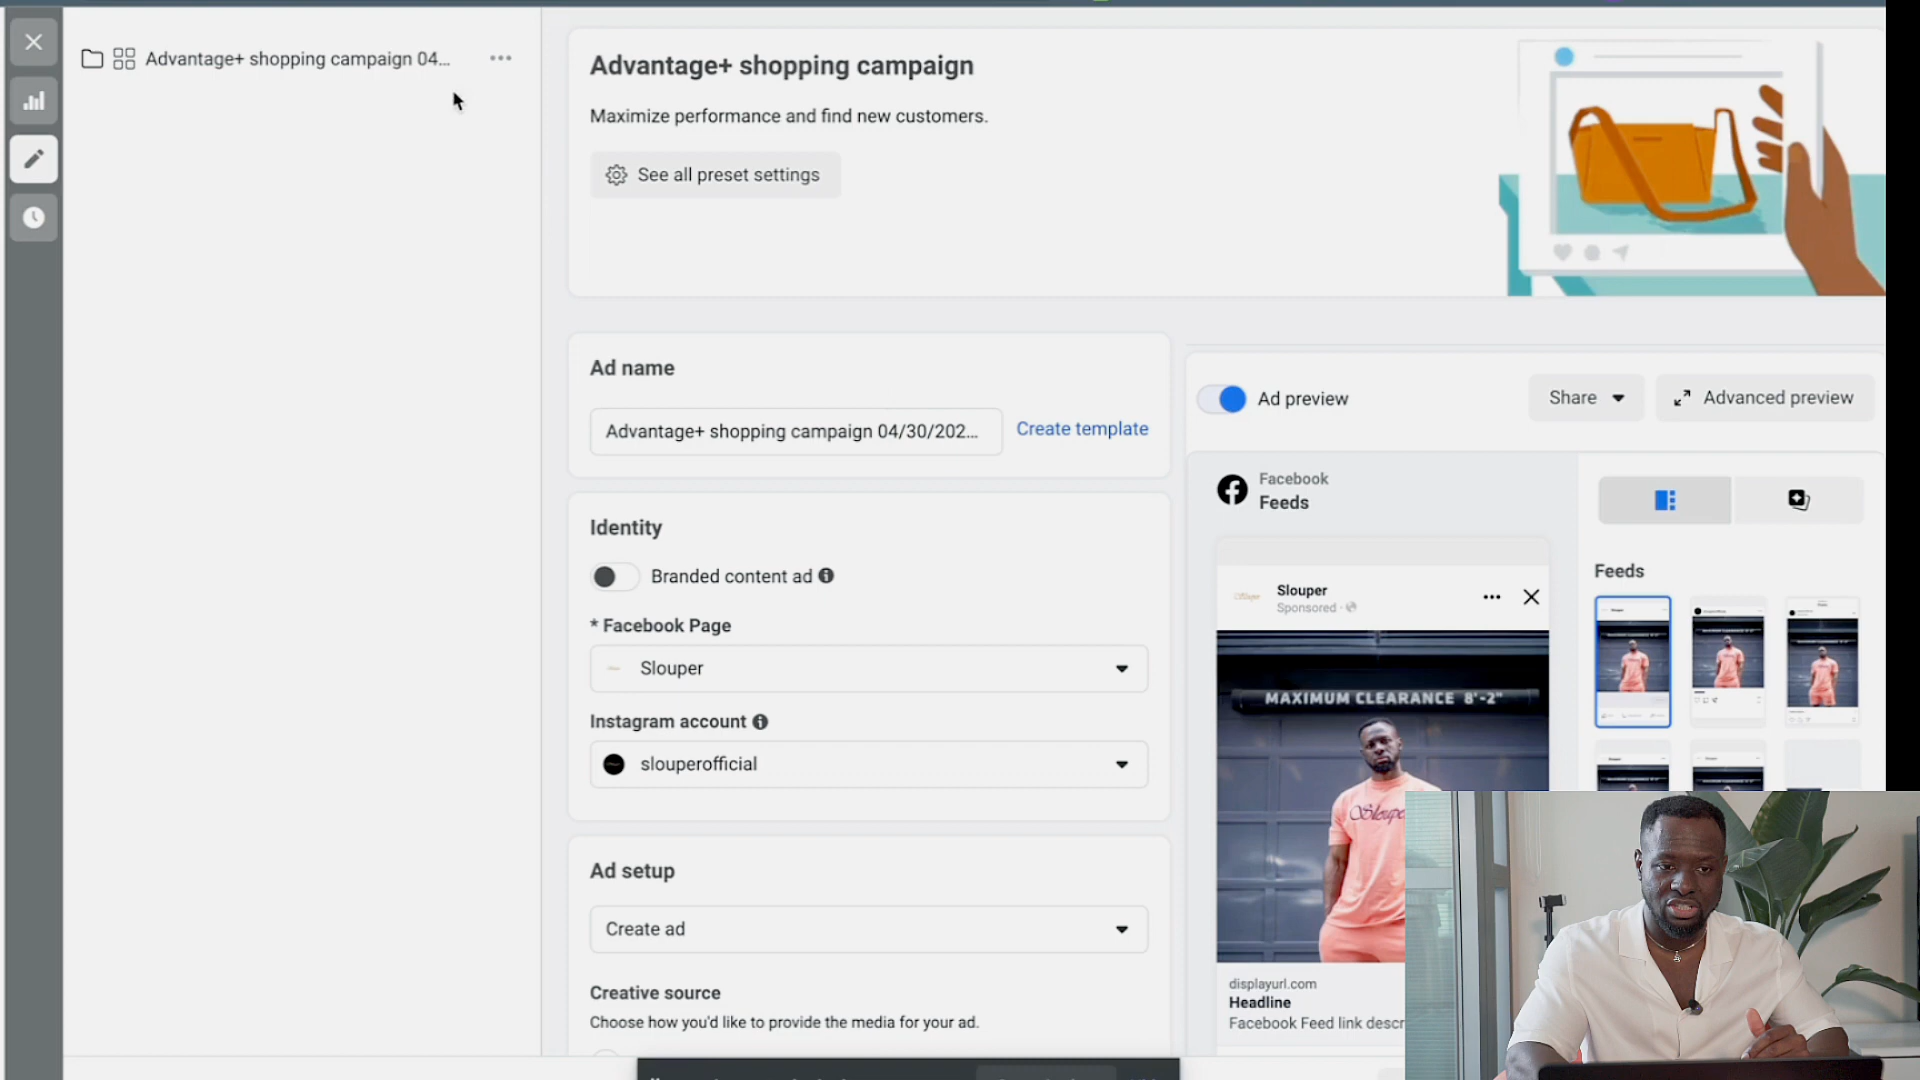 Advantage+ shopping campaign 04...
Advantage+ shopping campaign
Maximize performance and find new customers.
See all preset settings
Ad name
Advantage+ shopping campaign 04/30/202...
Create template
Identity
Branded content ad
* Facebook Page
Slouper
Instagram account
slouperofficial
Ad setup
Create ad
Creative source
Choose how you'd like to provide the media for your ad.
Ad preview
Share
Advanced preview
Facebook
Feeds
Slouper
Sponsored ·
MAXIMUM CLEARANCE 8'-2"
displayurl.com
Headline
Facebook Feed link descr
Feeds